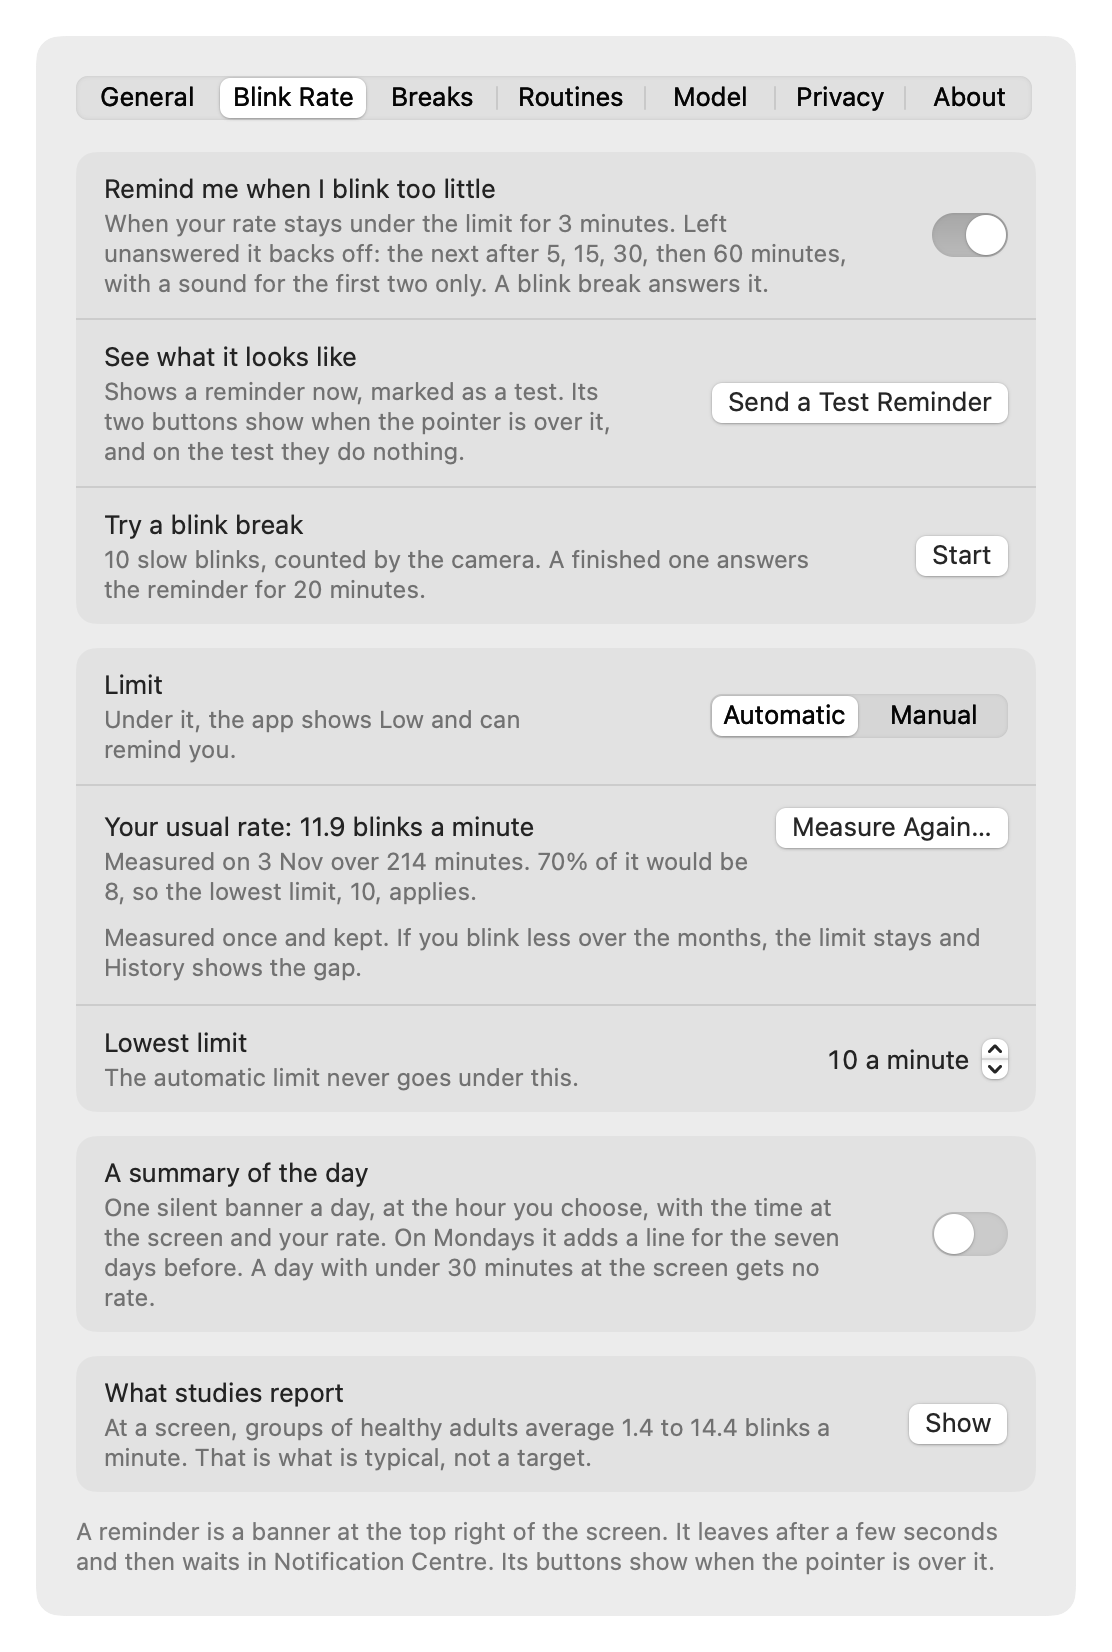 General Blink Rate Breaks Routines Model Privacy About
Remind me when I blink too little
When your rate stays under the limit for 3 minutes. Left
unanswered it backs off: the next after 5, 15, 30, then 60 minutes,
with a sound for the first two only. A blink break answers it.
See what it looks like
Shows a reminder now, marked as a test. Its
two buttons show when the pointer is over it,
and on the test they do nothing.
Send a Test Reminder
Try a blink break
10 slow blinks, counted by the camera. A finished one answers
the reminder for 20 minutes.
Start
Limit
Under it, the app shows Low and can
remind you.
Automatic Manual
Your usual rate: 11.9 blinks a minute
Measure Again...
Measured on 3 Nov over 214 minutes. 70% of it would be
8, so the lowest limit, 10, applies.
Measured once and kept. If you blink less over the months, the limit stays and
History shows the gap.
Lowest limit
The automatic limit never goes under this.
10 a minute
A summary of the day
One silent banner a day, at the hour you choose, with the time at
the screen and your rate. On Mondays it adds a line for the seven
days before. A day with under 30 minutes at the screen gets no
rate.
What studies report
At a screen, groups of healthy adults average 1.4 to 14.4 blinks a
minute. That is what is typical, not a target.
Show
A reminder is a banner at the top right of the screen. It leaves after a few seconds
and then waits in Notification Centre. Its buttons show when the pointer is over it.